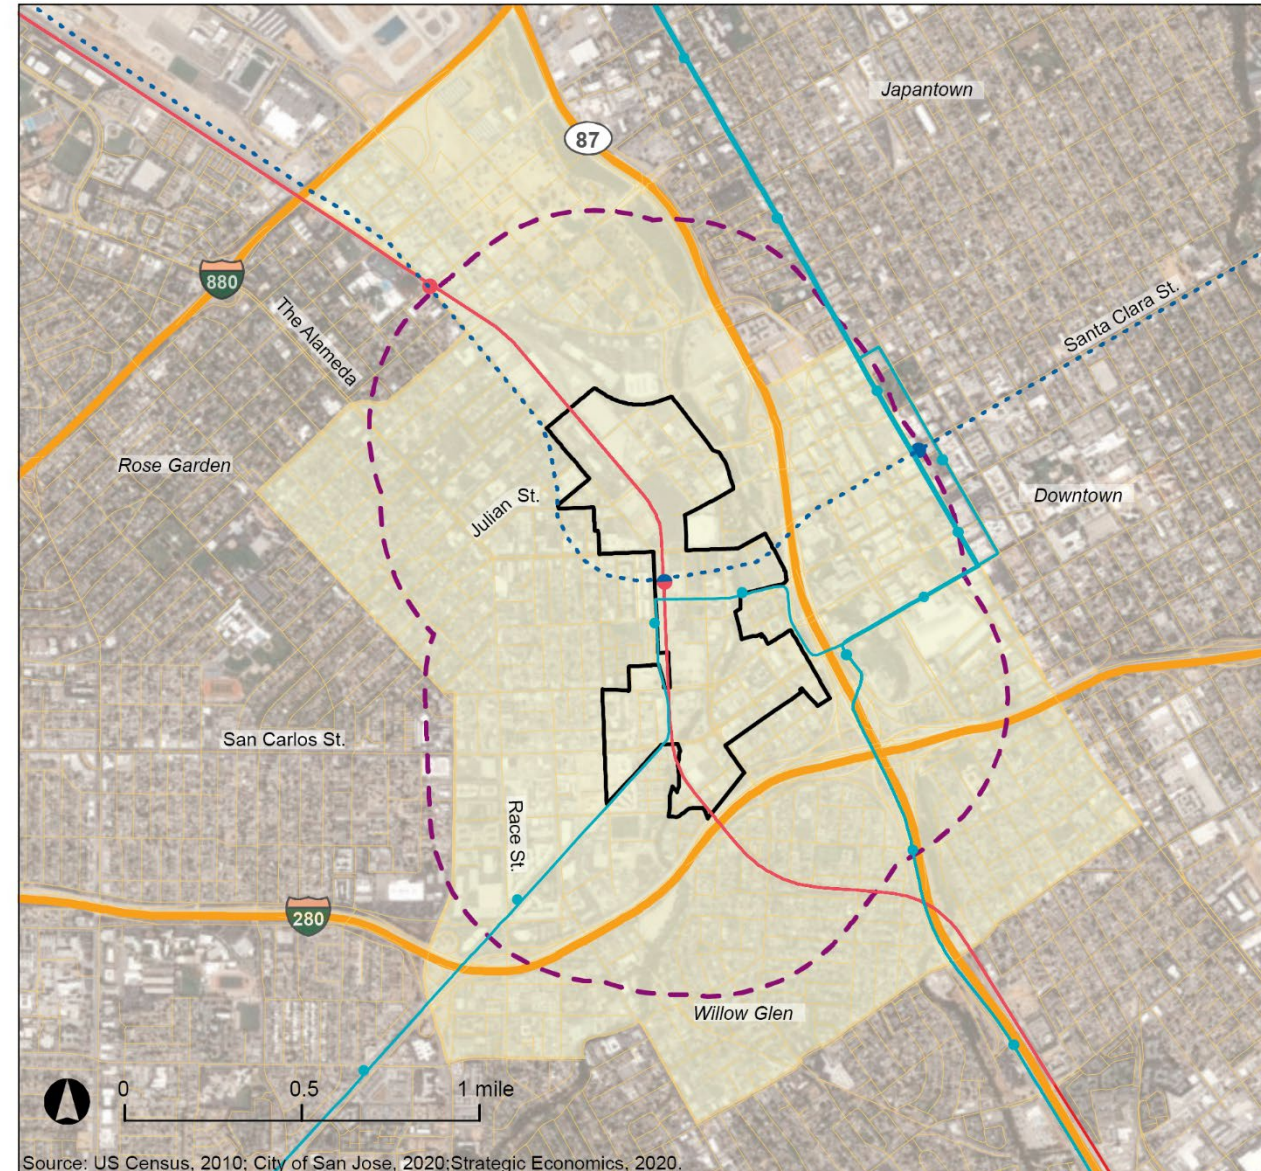 Japantown
87
880
The Alameda
Santa Clara St.
Rose Garden
Downtown
Julian St.
San Carlos St.
Race St.
280
Willow Glen
0 0.5 1 mile
Source: US Census, 2010; City of San Jose, 2020;Strategic Economics, 2020.